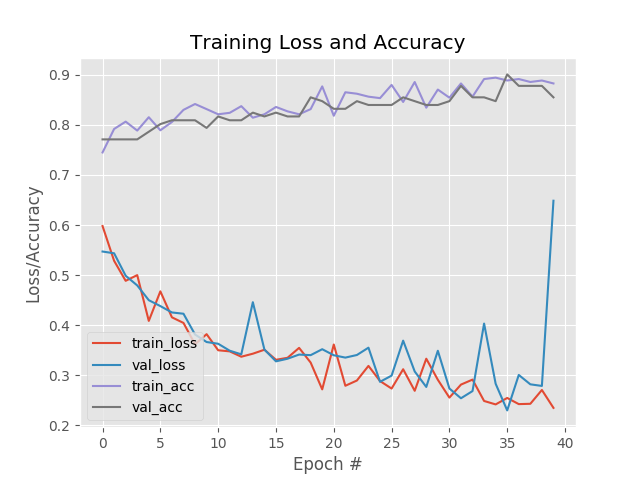 Training Loss and Accuracy
0.9
0.8
0.7
0.6
0.5
0.4
0.3
0.2
Loss/Accuracy
train_loss
val_loss
train_acc
val_acc
0 5 10 15 20 25 30 35 40
Epoch #